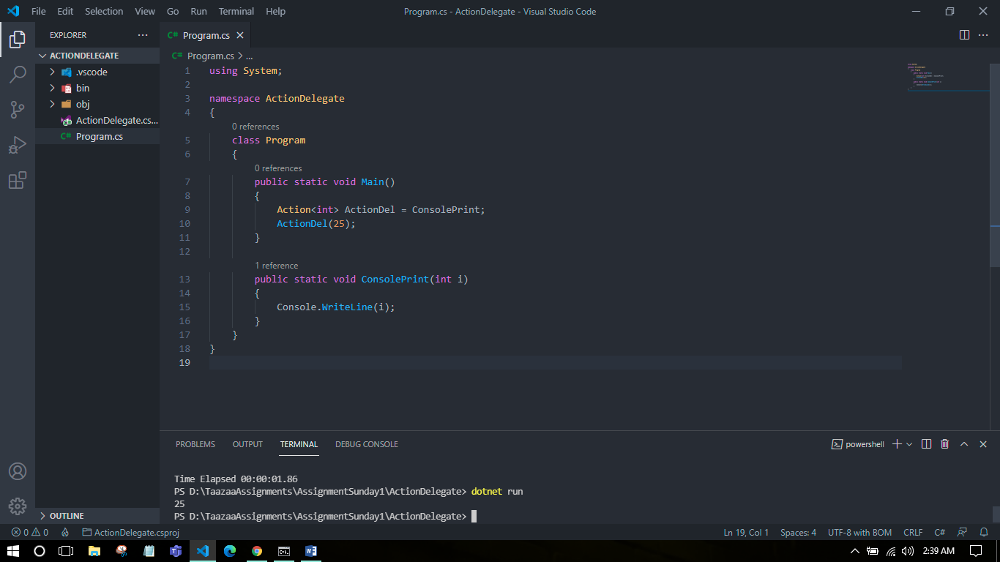 File Edit Selection View Go Run Terminal Help Program.cs - ActionDelegate - Visual Studio Code
EXPLORER ...
C# Program.cs
ACTIONDELEGATE
C# Program.cs > ...
.vscode
bin
obj
ActionDelegate.cs...
C# Program.cs
1 using System;
2
3 namespace ActionDelegate
4 {
0 references
5 class Program
6 {
0 references
7 public static void Main()
8 {
9 Action<int> ActionDel = ConsolePrint;
10 ActionDel(25);
11 }
12
1 reference
13 public static void ConsolePrint(int i)
14 {
15 Console.WriteLine(i);
16 }
17 }
18 }
19
PROBLEMS OUTPUT TERMINAL DEBUG CONSOLE powershell
Time Elapsed 00:00:01.86
PS D:\TaazaaAssignments\AssignmentSunday1\ActionDelegate> dotnet run
25
PS D:\TaazaaAssignments\AssignmentSunday1\ActionDelegate>
OUTLINE
0 0 ActionDelegate.csproj Ln 19, Col 1 Spaces: 4 UTF-8 with BOM CRLF C#
2:39 AM